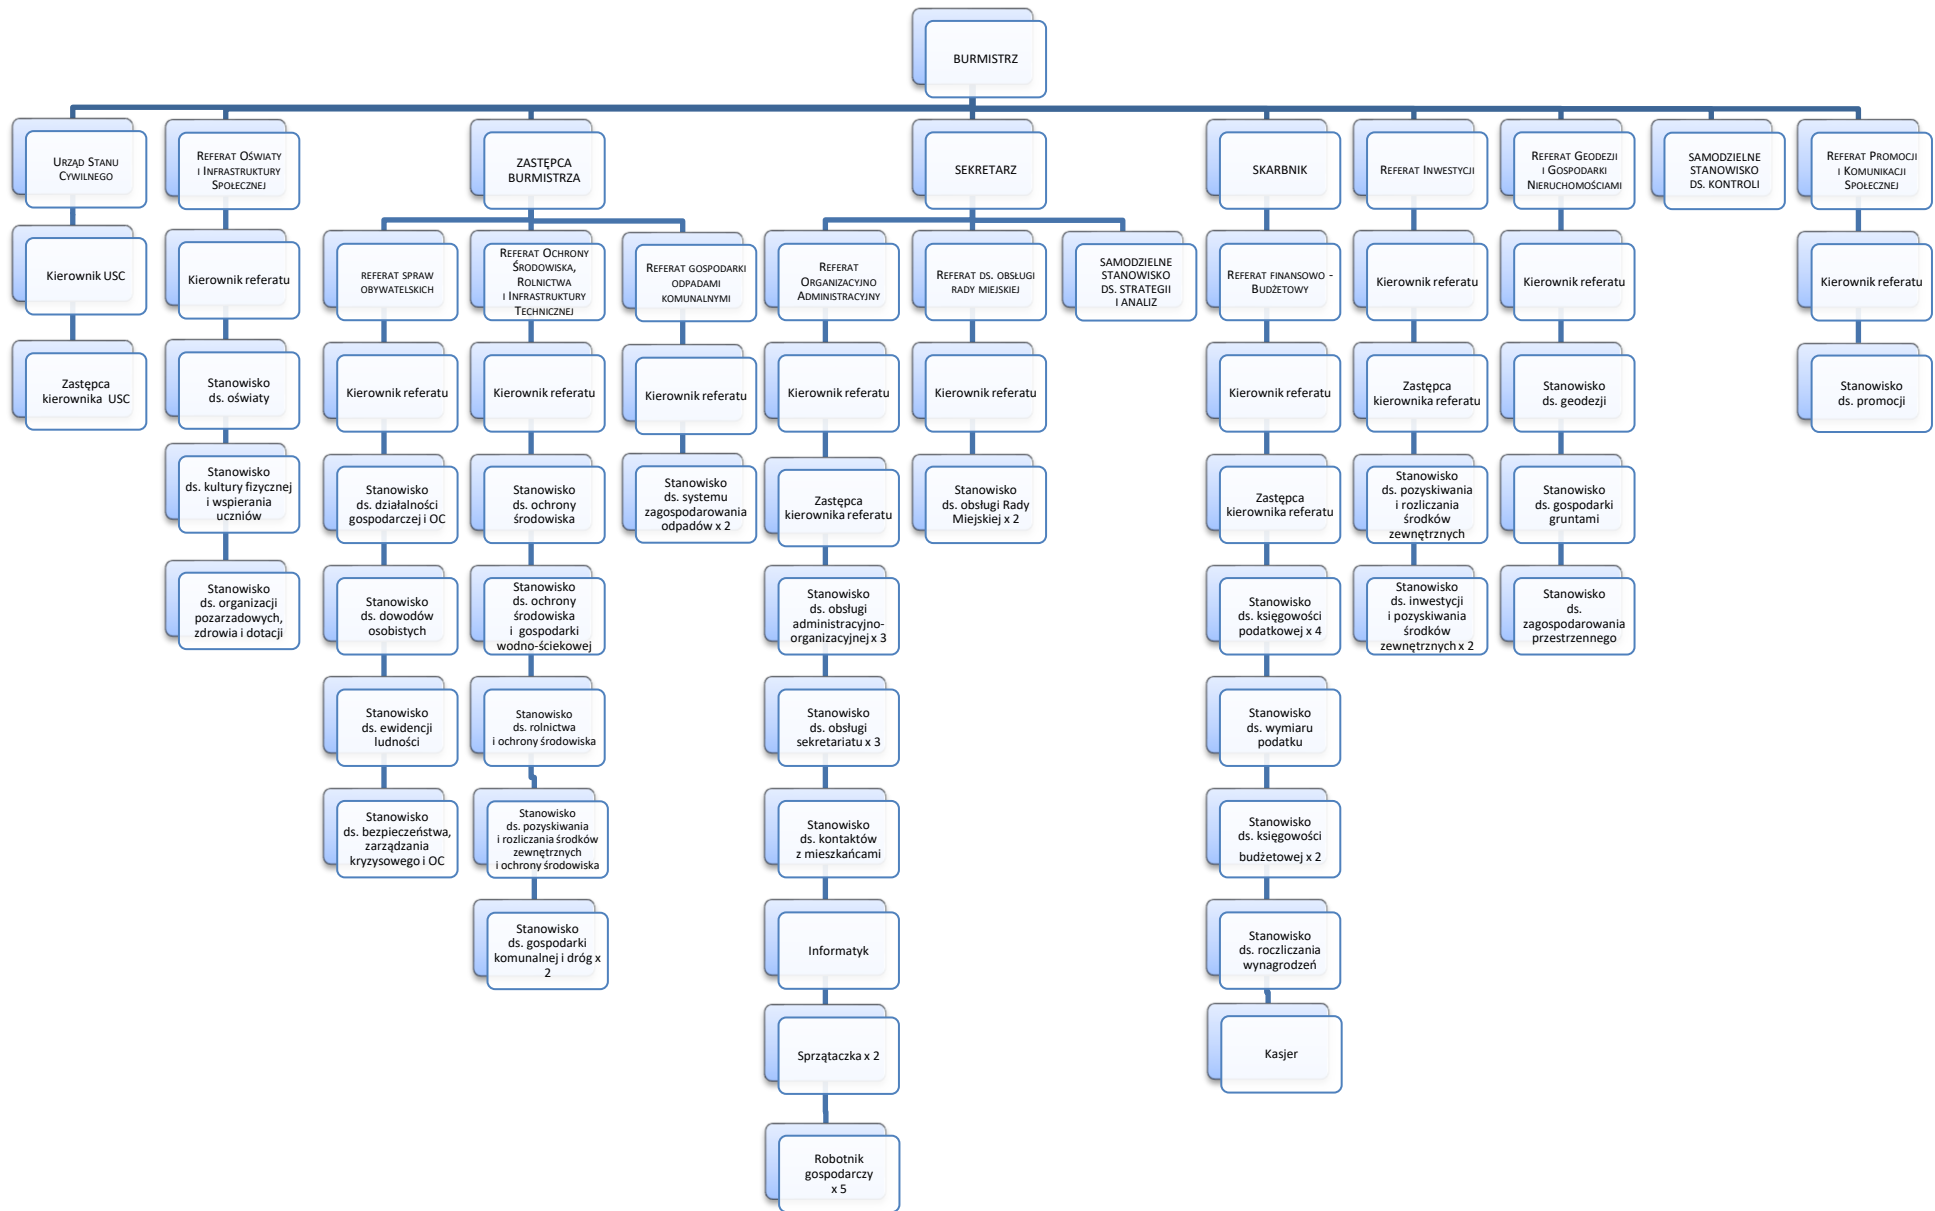 BURMISTRZ
URZĄD STANU
CYWILNEGO
Kierownik USC
Zastępca
kierownika USC
REFERAT OŚWIATY
I INFRASTRUKTURY
SPOŁECZNEJ
Kierownik referatu
Stanowisko
ds. oświaty
Stanowisko
ds. kultury fizycznej
i wspierania
uczniów
Stanowisko
ds. organizacji
pozarzadowych,
zdrowia i dotacji
ZASTĘPCA
BURMISTRZA
REFERAT SPRAW
OBYWATELSKICH
Kierownik referatu
Stanowisko
ds. działalności
gospodarczej i OC
Stanowisko
ds. dowodów
osobistych
Stanowisko
ds. ewidencji
ludności
Stanowisko
ds. bezpieczeństwa,
zarządzania
kryzysowego i OC
REFERAT OCHRONY
ŚRODOWISKA,
ROLNICTWA
I INFRASTRUKTURY
TECHNICZNEJ
Kierownik referatu
Stanowisko
ds. ochrony
środowiska
Stanowisko
ds. ochrony
środowiska
i gospodarki
wodno-ściekowej
Stanowisko
ds. rolnictwa
i ochrony środowiska
Stanowisko
ds. pozyskiwania
i rozliczania środków
zewnętrznych
i ochrony środowiska
Stanowisko
ds. gospodarki
komunalnej i dróg x
2
REFERAT GOSPODARKI
ODPADAMI
KOMUNALNYMI
Kierownik referatu
Stanowisko
ds. systemu
zagospodarowania
odpadów x 2
SEKRETARZ
REFERAT
ORGANIZACYJNO
ADMINISTRACYJNY
Kierownik referatu
Zastępca
kierownika referatu
Stanowisko
ds. obsługi
administracyjno-
organizacyjnej x 3
Stanowisko
ds. obsługi
sekretariatu x 3
Stanowisko
ds. kontaktów
z mieszkańcami
Informatyk
Sprzątaczka x 2
Robotnik
gospodarczy
x 5
REFERAT DS. OBSŁUGI
RADY MIEJSKIEJ
Kierownik referatu
Stanowisko
ds. obsługi Rady
Miejskiej x 2
SAMODZIELNE
STANOWISKO
DS. STRATEGII
I ANALIZ
SKARBNIK
REFERAT FINANSOWO -
BUDŻETOWY
Kierownik referatu
Zastępca
kierownika referatu
Stanowisko
ds. księgowości
podatkowej x 4
Stanowisko
ds. wymiaru
podatku
Stanowisko
ds. księgowości
budżetowej x 2
Stanowisko
ds. roczliczania
wynagrodzeń
Kasjer
REFERAT INWESTYCJI
Kierownik referatu
Zastępca
kierownika referatu
Stanowisko
ds. pozyskiwania
i rozliczania
środków
zewnętrznych
Stanowisko
ds. inwestycji
i pozyskiwania
środków
zewnętrznych x 2
REFERAT GEODEZJI
I GOSPODARKI
NIERUCHOMOŚCIAMI
Kierownik referatu
Stanowisko
ds. geodezji
Stanowisko
ds. gospodarki
gruntami
Stanowisko
ds.
zagospodarowania
przestrzennego
SAMODZIELNE
STANOWISKO
DS. KONTROLI
REFERAT PROMOCJI
I KOMUNIKACJI
SPOŁECZNEJ
Kierownik referatu
Stanowisko
ds. promocji